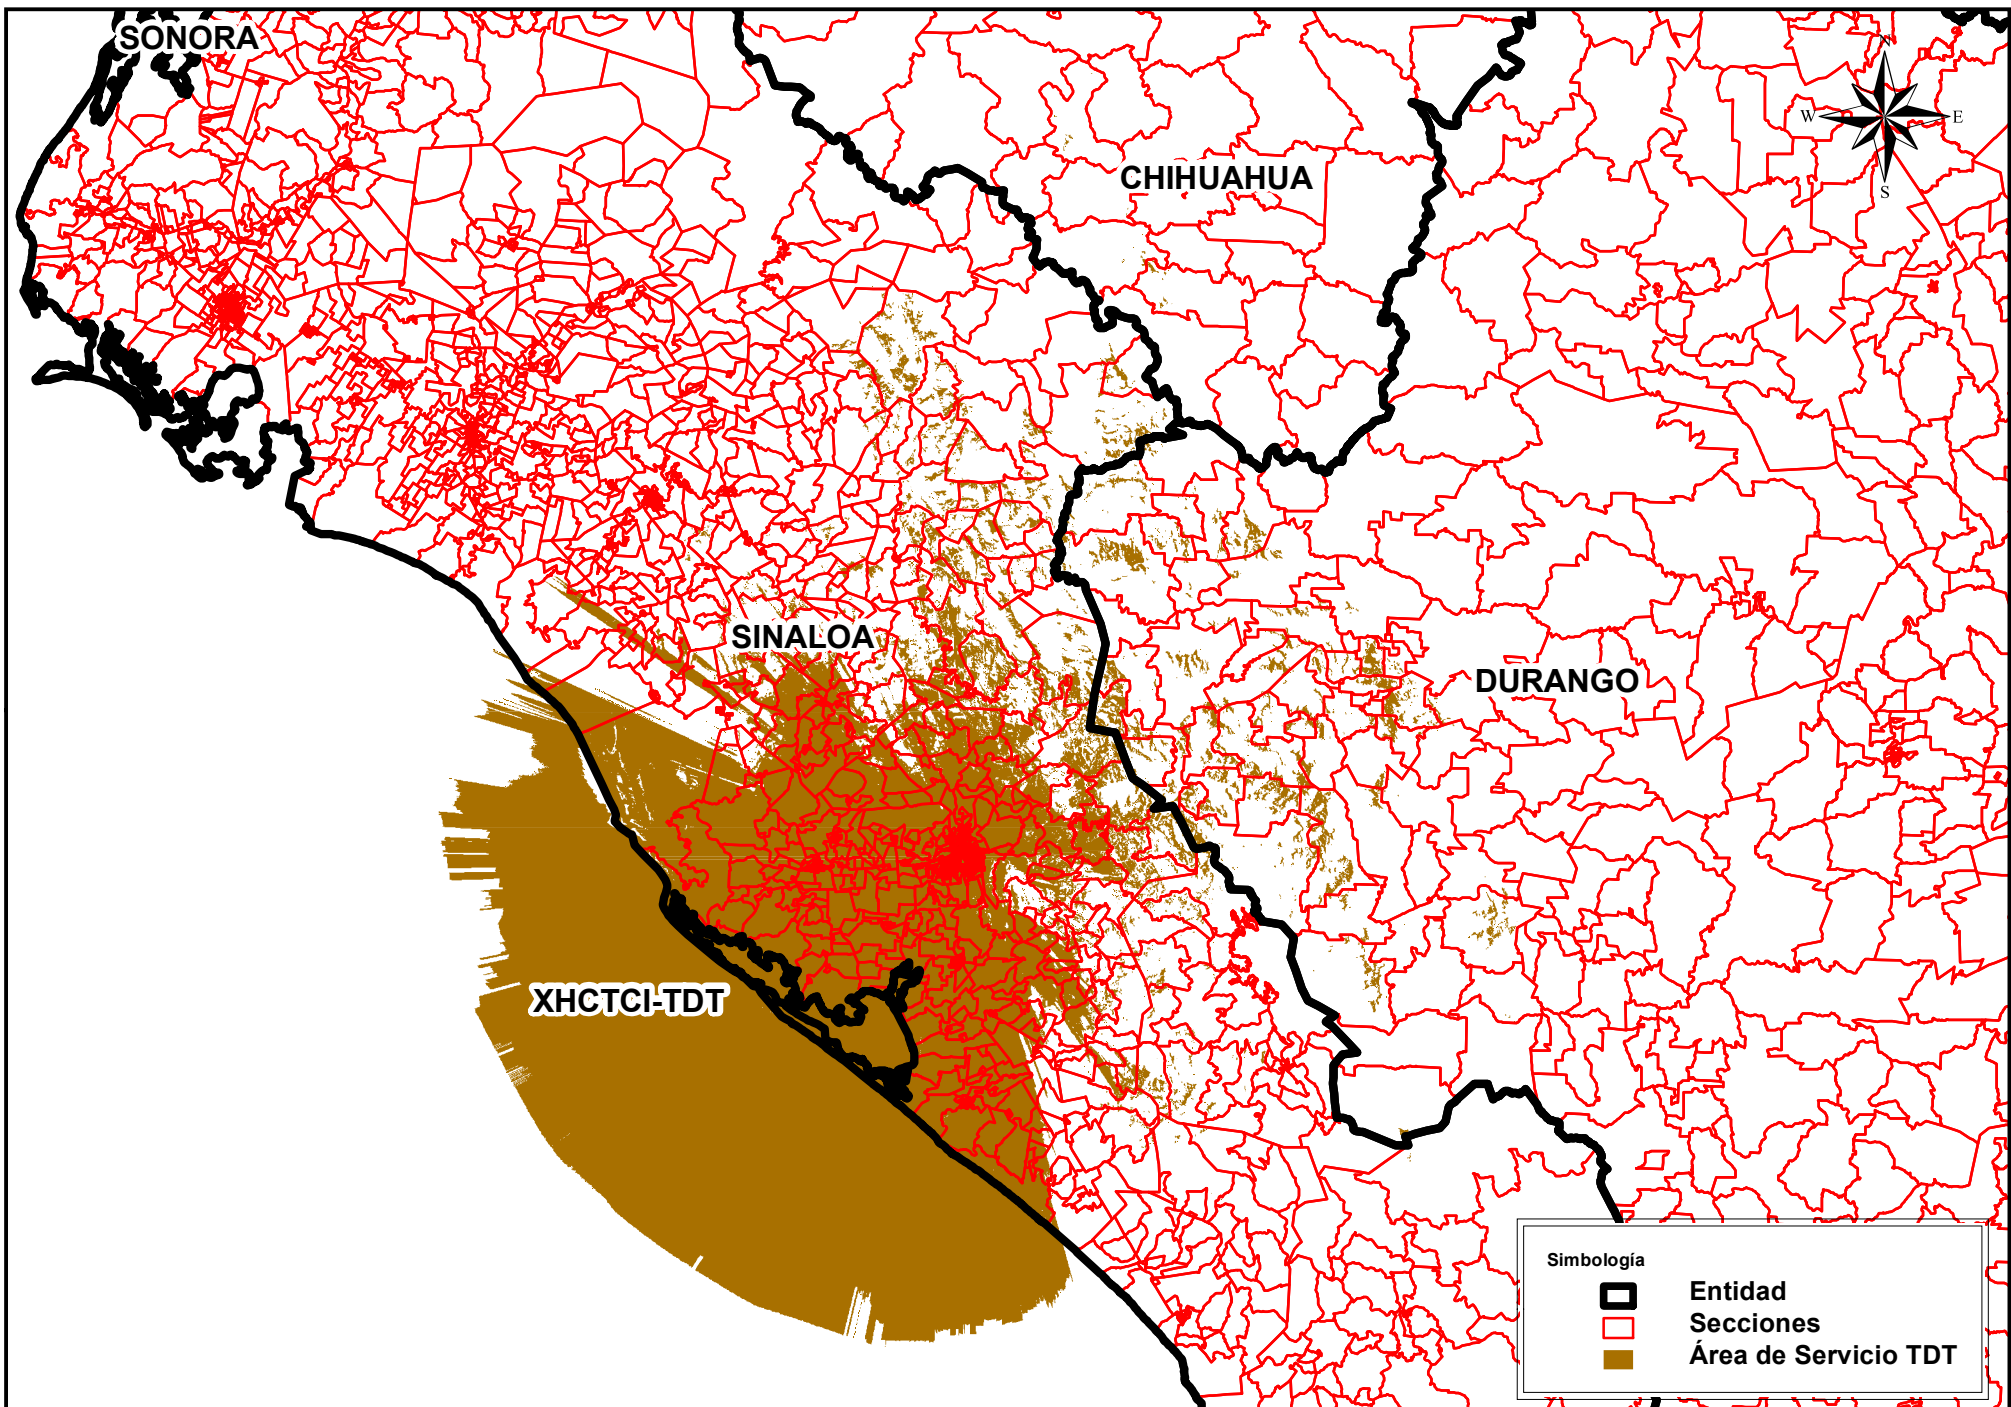 SONORA
N
W
E
S
CHIHUAHUA
SINALOA
DURANGO
XHCTCI-TDT
Simbología
Entidad
Secciones
Área de Servicio TDT